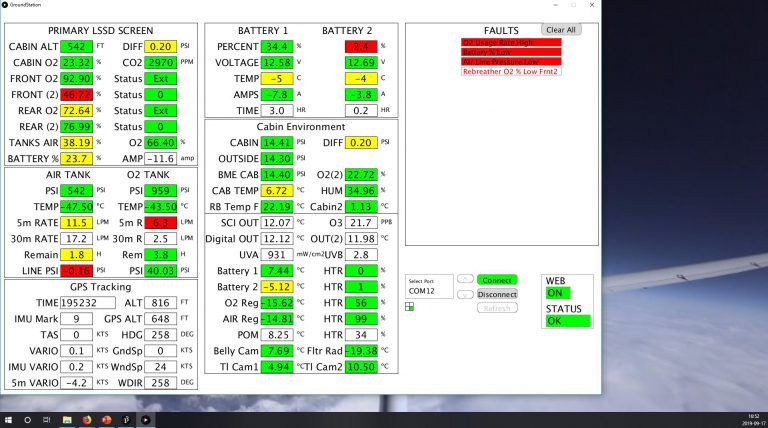 GroundStation
PRIMARY LSSD SCREEN
CABIN ALT 542 FT DIFF 0.20 PSI
CABIN O2 23.32 % CO2 2970 PPM
FRONT O2 92.90 % Status Ext
FRONT (2) 46.72 % Status 0
REAR O2 72.64 % Status Ext
REAR (2) 76.99 % Status 0
TANKS AIR 38.19 % O2 66.40 %
BATTERY % 23.7 % AMP -11.6 amp
AIR TANK O2 TANK
PSI 542 PSI PSI 959 PSI
TEMP -47.50 °C TEMP -43.50 °C
5m RATE 11.5 LPM 5m R 6.3 LPM
30m RATE 17.2 LPM 30m R 2.5 LPM
Remain 1.8 H Rem 3.8 H
LINE PSI -0.16 PSI PSI 40.03 PSI
GPS Tracking
TIME 195232 ALT 816 FT
IMU Mark 9 GPS ALT 648 FT
TAS 0 KTS HDG 258 DEG
VARIO 0.1 KTS GndSp 0 KTS
IMU VARIO 0.2 KTS WndSp 24 KTS
5m VARIO -4.2 KTS WDIR 258 DEG
BATTERY 1 BATTERY 2
PERCENT 34.4 % 2.4 %
VOLTAGE 12.58 V 12.69 V
TEMP -5 C -4 C
AMPS -7.8 A -3.8 A
TIME 3.0 HR 0.2 HR
Cabin Environment
CABIN 14.41 PSI DIFF 0.20 PSI
OUTSIDE 14.30 PSI
BME CAB 14.40 PSI O2(2) 22.72 %
CAB TEMP 6.72 °C HUM 34.96 %
RB Temp F 22.19 °C Cabin2 1.13 °C
SCI OUT 12.07 °C O3 21.7 PPB
Digital OUT 12.12 °C OUT(2) 11.98 °C
UVA 931 mW/cm2 UVB 2.8
Battery 1 7.44 °C HTR 0 %
Battery 2 -5.12 °C HTR 1 %
O2 Reg -15.62 °C HTR 56 %
AIR Reg -14.81 °C HTR 99 %
POM 8.25 °C HTR 34 %
Belly Cam 7.69 °C Fltr Rad -19.38 °C
Tl Cam1 4.94 °C Tl Cam2 10.50 °C
FAULTS Clear All
O2 Usage Rate High
Battery % Low
Air Line Pressure Low
Rebreather O2 % Low Frnt2
Select Port
COM12
Connect
Disconnect
Refresh
WEB
ON
STATUS
OK
18:52
2019-09-17